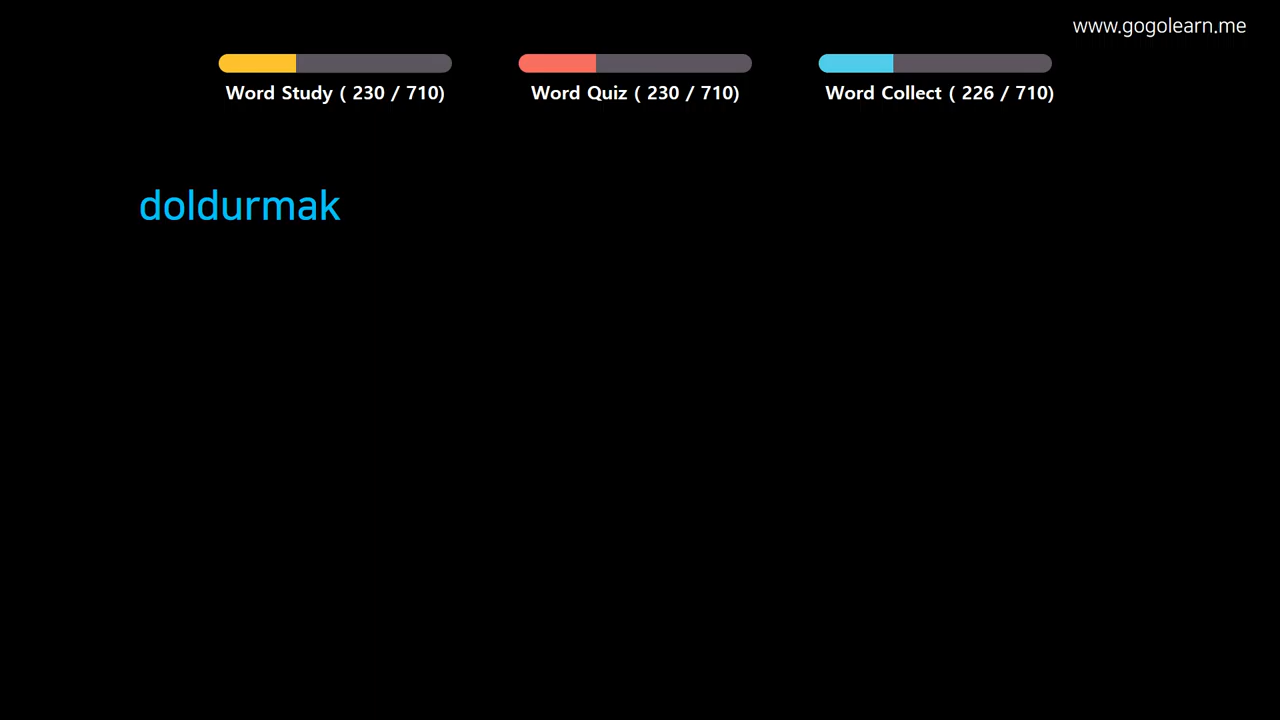 www.gogolearn.me
Word Study ( 230 / 710)
Word Quiz ( 230 / 710)
Word Collect ( 226 / 710)
doldurmak